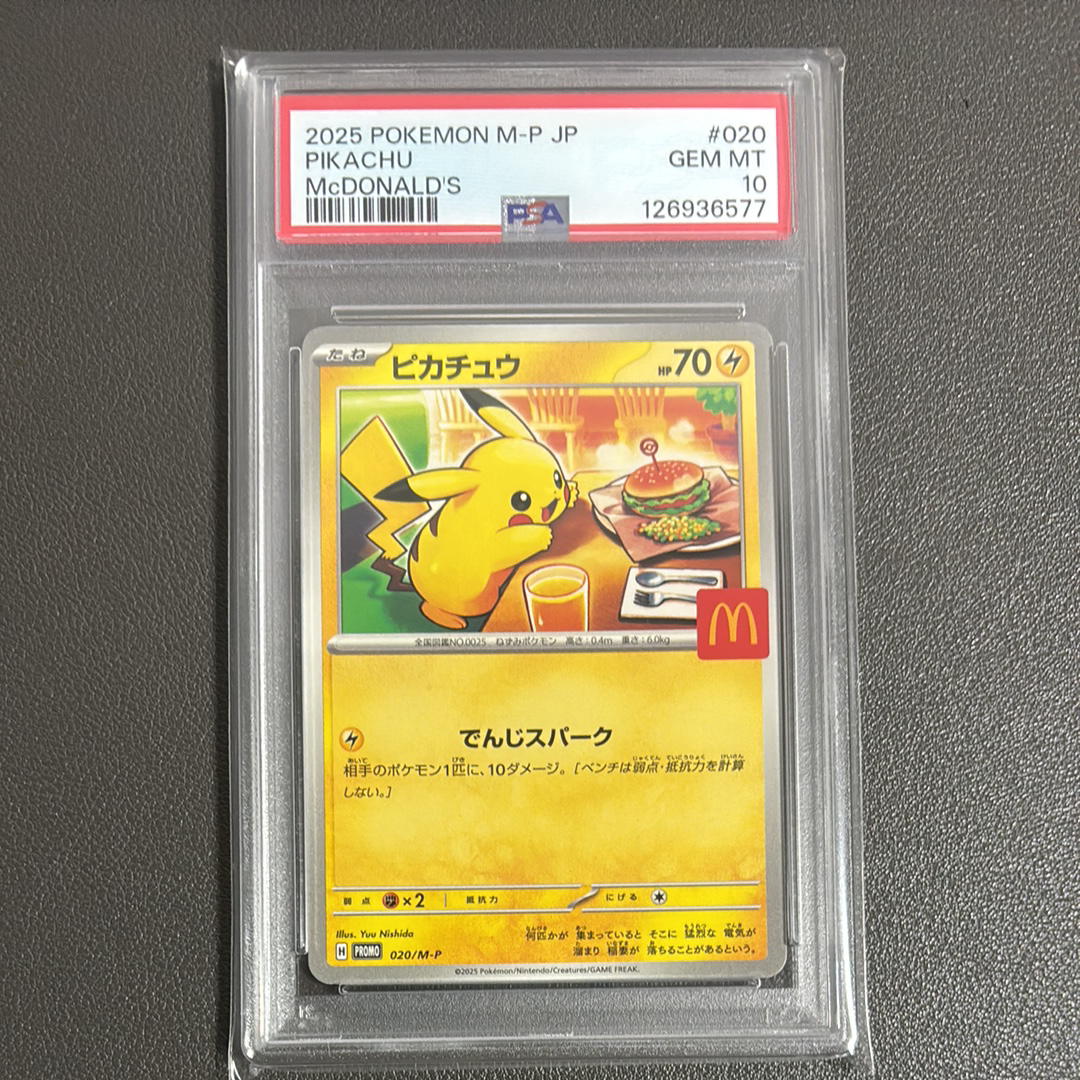 2025 POKEMON M-P JP #020
PIKACHU GEM MT
McDONALD'S 10
PSA 126936577
たね ピカチュウ HP70
全国図鑑NO.0025 ねずみポケモン 高さ：0.4m 重さ：6.0kg
でんじスパーク
相手のポケモン1匹に、10ダメージ。［ベンチは弱点・抵抗力を計算
しない。］
弱点 ×2 抵抗力 にげる
Illus. Yuu Nishida
何匹かが 集まっていると そこに 猛烈な 電気が
溜まり 稲妻が 落ちることがあるという。
H PROMO 020/M-P
©2025 Pokémon/Nintendo/Creatures/GAME FREAK.